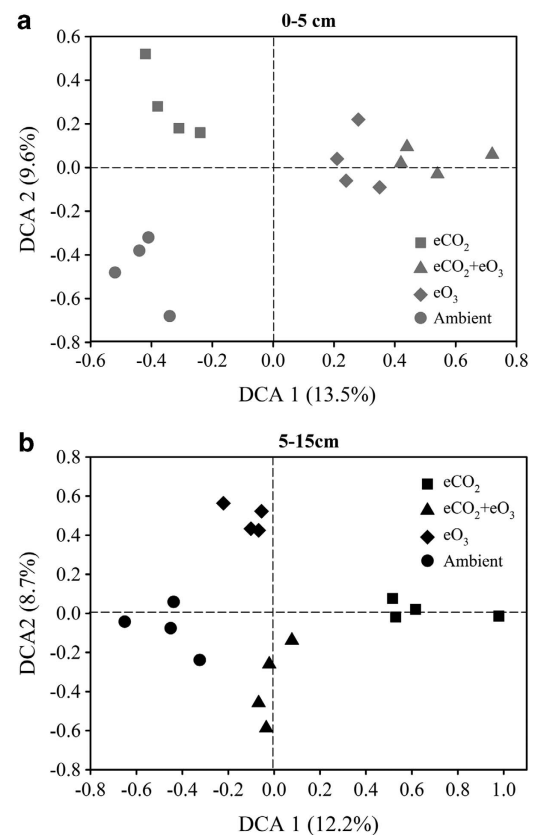 a
0-5 cm
0.6
0.4
0.2
0.0
-0.2
-0.4
-0.6
-0.8
DCA 2 (9.6%)
eCO₂
eCO₂+eO₃
eO₃
Ambient
-0.6 -0.4 -0.2 0.0 0.2 0.4 0.6 0.8
DCA 1 (13.5%)
b
5-15cm
0.8
0.6
0.4
0.2
0.0
-0.2
-0.4
-0.6
-0.8
DCA2 (8.7%)
eCO₂
eCO₂+eO₃
eO₃
Ambient
-0.8 -0.6 -0.4 -0.2 0.0 0.2 0.4 0.6 0.8 1.0
DCA 1 (12.2%)